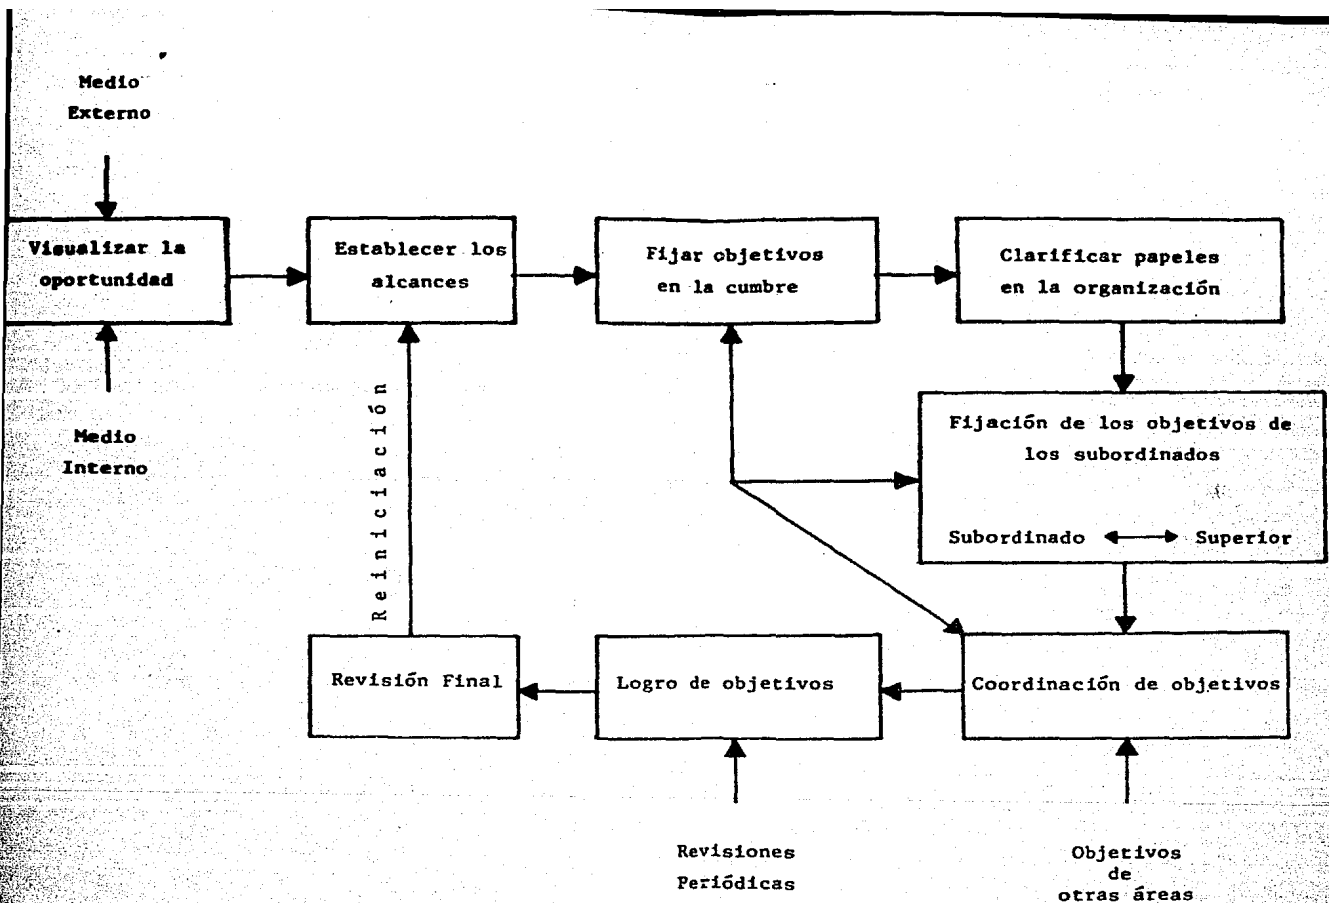 Medio
Externo
Visualizar la
oportunidad
Medio
Interno
Establecer los
alcances
Fijar objetivos
en la cumbre
Clarificar papeles
en la organización
Fijación de los objetivos de
los subordinados
Subordinado Superior
Coordinación de objetivos
Logro de objetivos
Revisión Final
Reiniciación
Revisiones
Periódicas
Objetivos
de
otras áreas